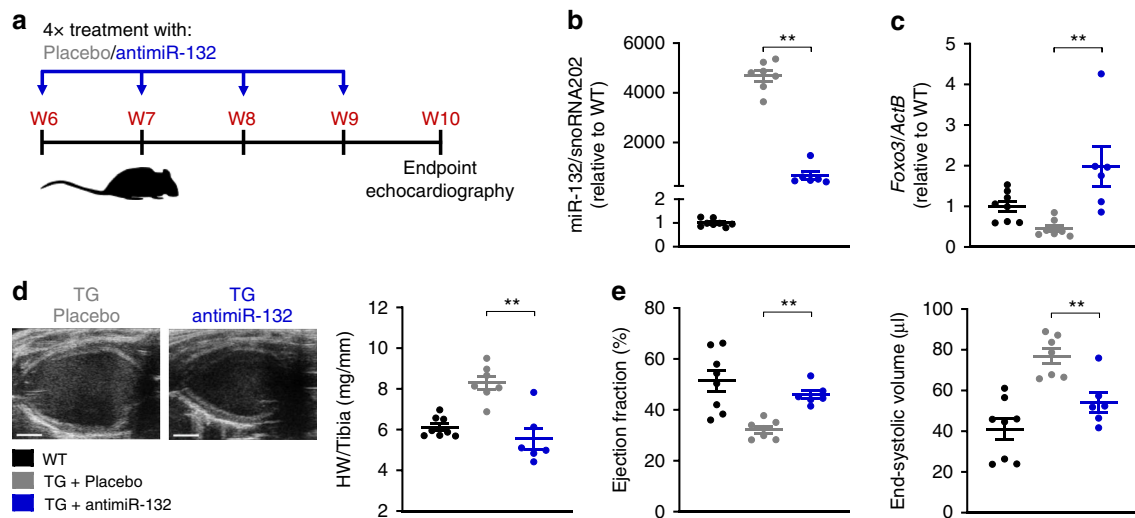 a
4× treatment with:
Placebo/antimiR-132
W6 W7 W8 W9 W10
Endpoint
echocardiography
b
miR-132/snoRNA202
(relative to WT)
6000
4000
2000
2
1
0
**
c
Foxo3/ActB
(relative to WT)
5
4
3
2
1
0
**
d
TG
Placebo
TG
antimiR-132
WT
TG + Placebo
TG + antimiR-132
HW/Tibia (mg/mm)
12
10
8
6
4
2
**
e
Ejection fraction (%)
80
60
40
20
0
**
End-systolic volume (µl)
100
80
60
40
20
0
**